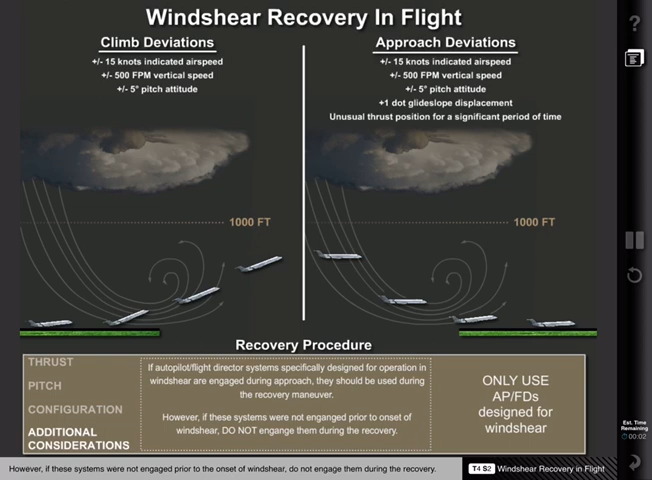 Windshear Recovery In Flight
Climb Deviations
+/- 15 knots indicated airspeed
+/- 500 FPM vertical speed
+/- 5° pitch attitude
Approach Deviations
+/- 15 knots indicated airspeed
+/- 500 FPM vertical speed
+/- 5° pitch attitude
+1 dot glideslope displacement
Unusual thrust position for a significant period of time
1000 FT
1000 FT
Recovery Procedure
THRUST
PITCH
CONFIGURATION
ADDITIONAL
CONSIDERATIONS
If autopilot/flight director systems specifically designed for operation in
windshear are engaged during approach, they should be used during
the recovery maneuver.
However, if these systems were not enganged prior to onset of
windshear, DO NOT engange them during the recovery.
ONLY USE
AP/FDs
designed for
windshear
However, if these systems were not engaged prior to the onset of windshear, do not engage them during the recovery.
T4 S2 Windshear Recovery in Flight
?
Est. Time
Remaining
00:02